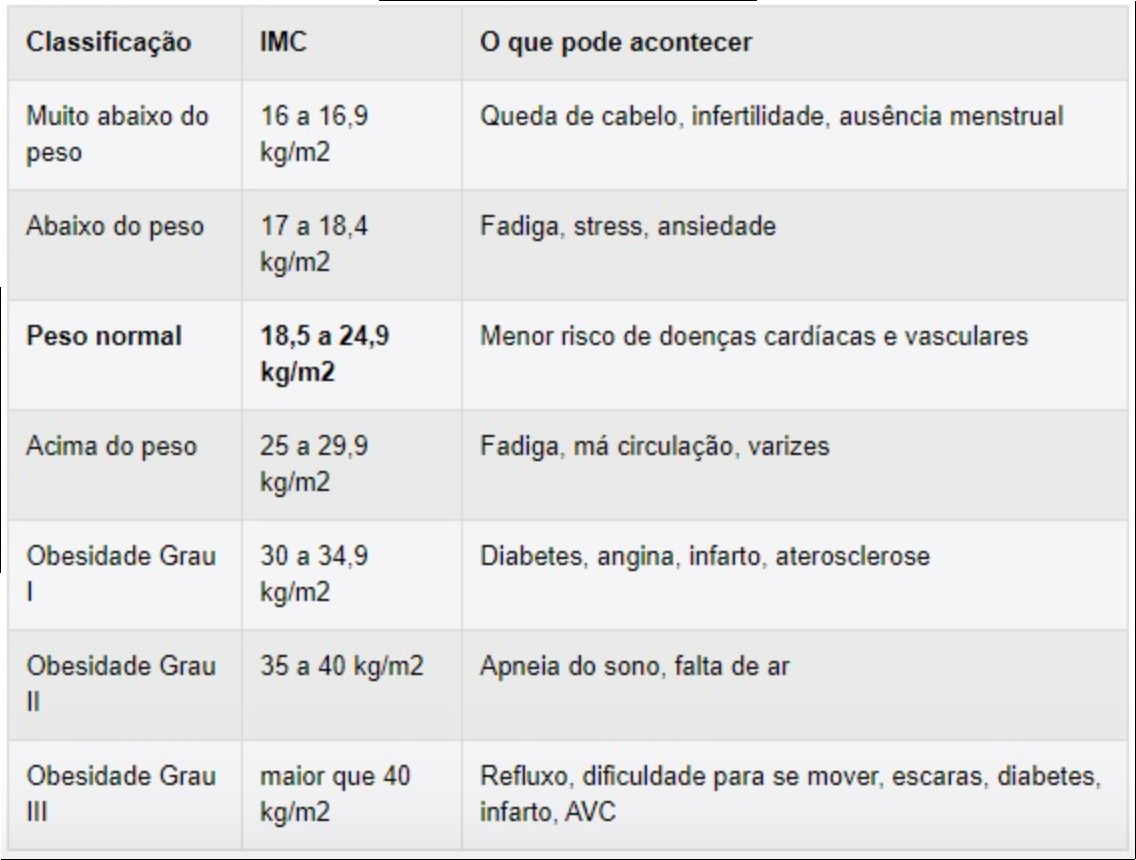 Classificação IMC O que pode acontecer
Muito abaixo do 16 a 16,9 Queda de cabelo, infertilidade, ausência menstrual
peso kg/m2
Abaixo do peso 17 a 18,4 Fadiga, stress, ansiedade
kg/m2
Peso normal 18,5 a 24,9 Menor risco de doenças cardíacas e vasculares
kg/m2
Acima do peso 25 a 29,9 Fadiga, má circulação, varizes
kg/m2
Obesidade Grau 30 a 34,9 Diabetes, angina, infarto, aterosclerose
I kg/m2
Obesidade Grau 35 a 40 kg/m2 Apneia do sono, falta de ar
II
Obesidade Grau maior que 40 Refluxo, dificuldade para se mover, escaras, diabetes,
III kg/m2 infarto, AVC